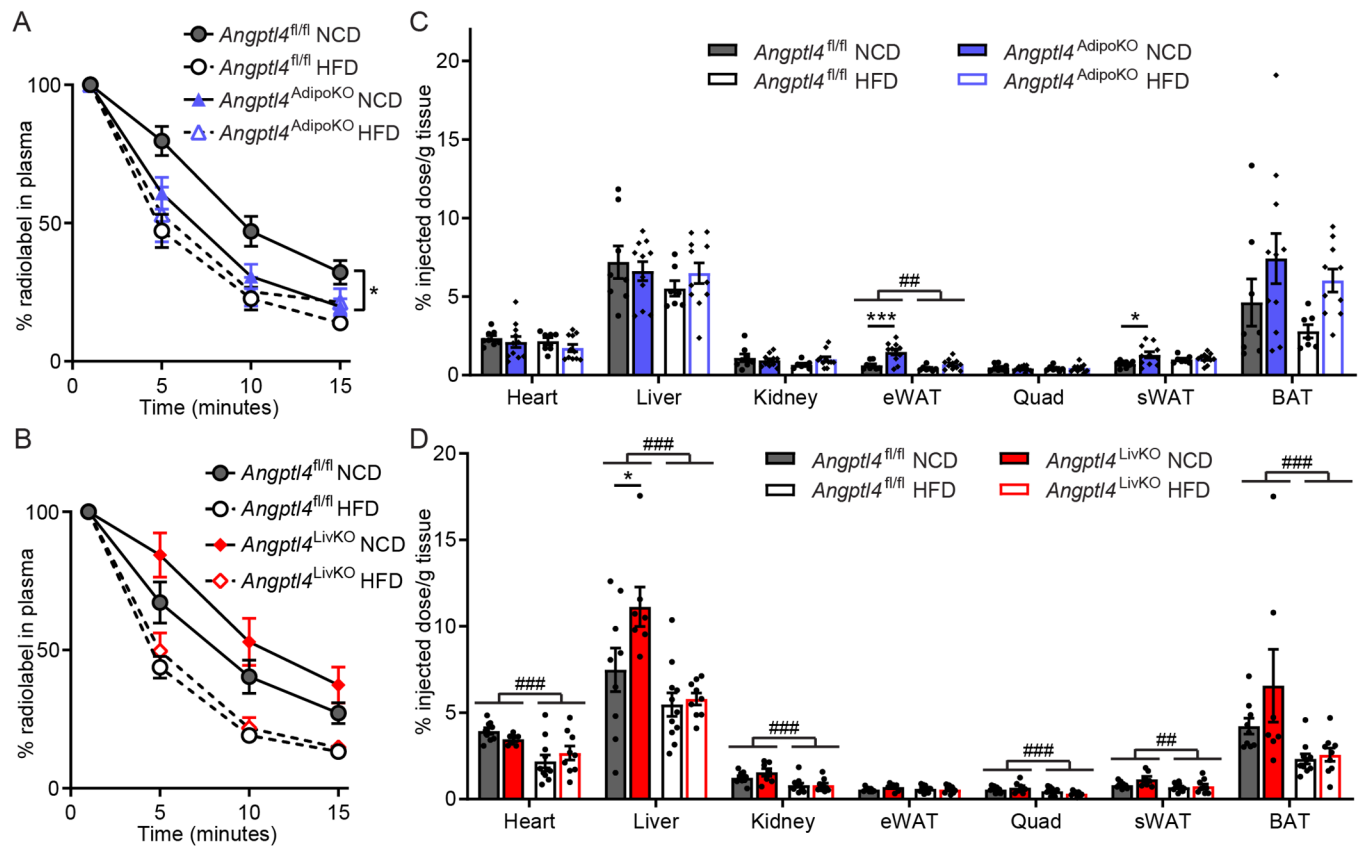 A
Angptl4fl/fl NCD
Angptl4fl/fl HFD
Angptl4AdipoKO NCD
Angptl4AdipoKO HFD
% radiolabel in plasma
100
50
0
0 5 10 15
Time (minutes)
*
C
Angptl4fl/fl NCD
Angptl4AdipoKO NCD
Angptl4fl/fl HFD
Angptl4AdipoKO HFD
% injected dose/g tissue
20
15
10
5
0
***
##
*
Heart Liver Kidney eWAT Quad sWAT BAT
B
Angptl4fl/fl NCD
Angptl4fl/fl HFD
Angptl4LivKO NCD
Angptl4LivKO HFD
% radiolabel in plasma
100
50
0
0 5 10 15
Time (minutes)
D
Angptl4fl/fl NCD
Angptl4LivKO NCD
Angptl4fl/fl HFD
Angptl4LivKO HFD
% injected dose/g tissue
20
15
10
5
0
###
###
*
###
###
##
###
Heart Liver Kidney eWAT Quad sWAT BAT